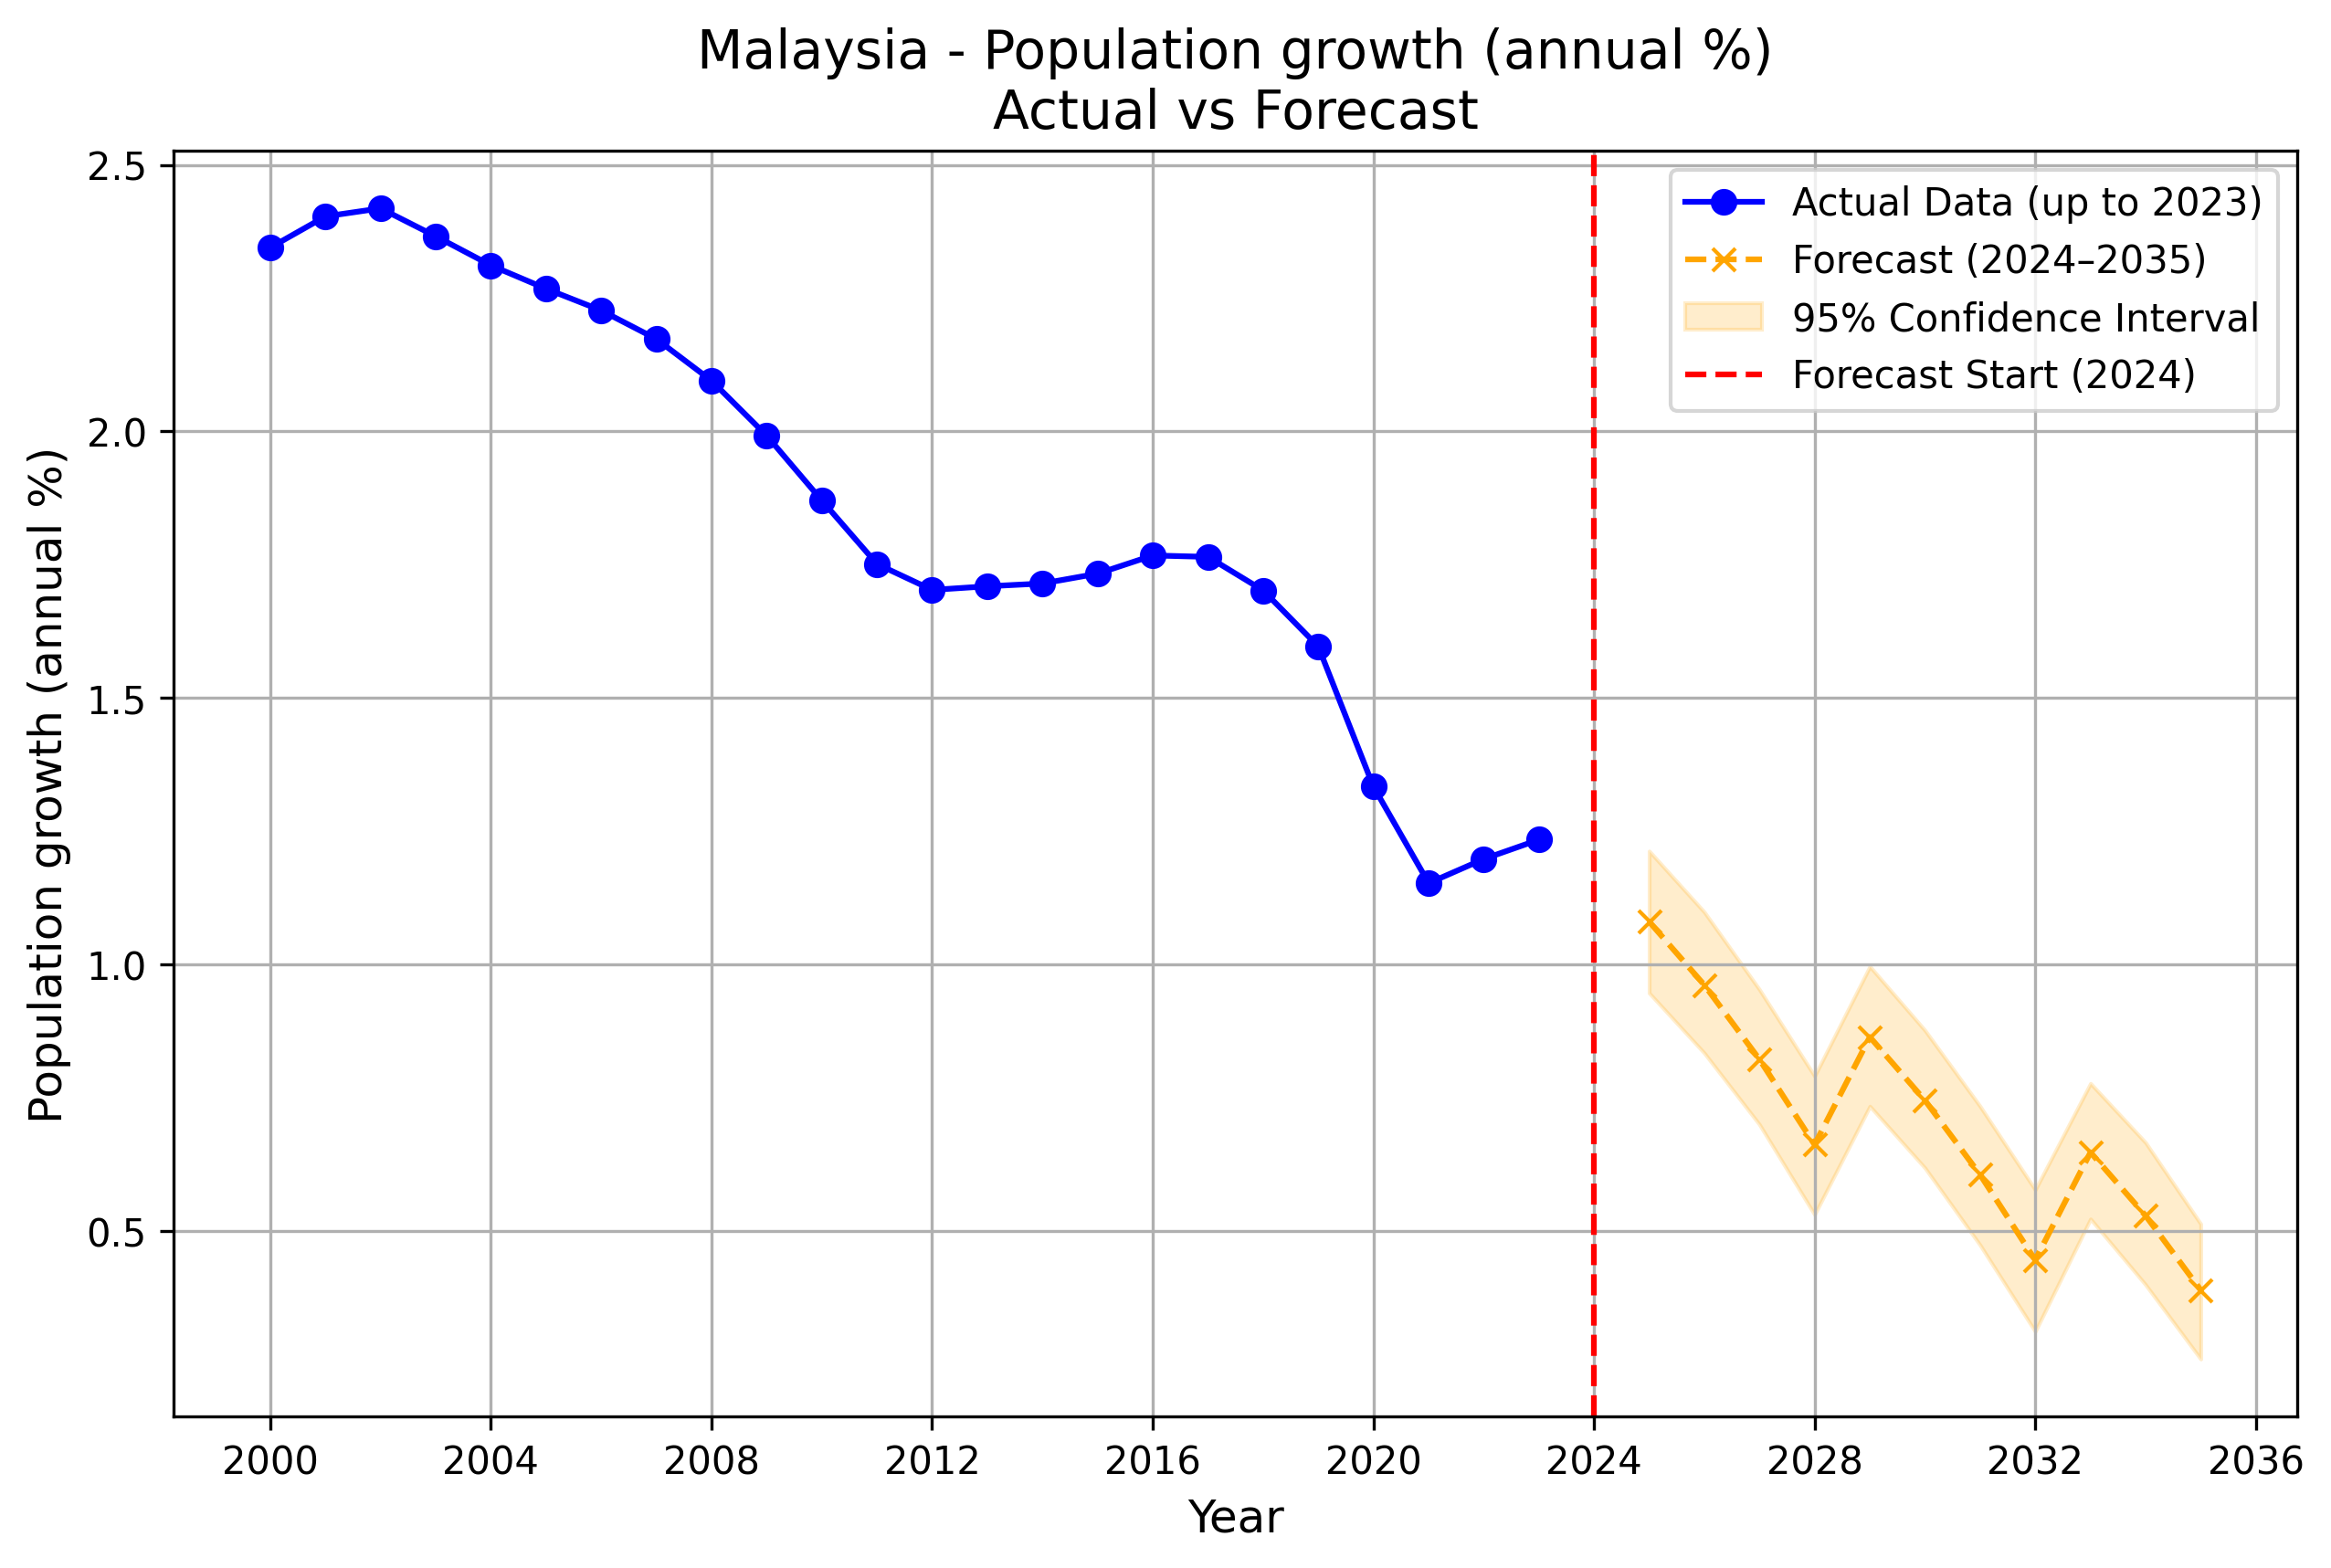 Malaysia - Population growth (annual %)
Actual vs Forecast
Population growth (annual %)
2.5
2.0
1.5
1.0
0.5
Actual Data (up to 2023)
Forecast (2024–2035)
95% Confidence Interval
Forecast Start (2024)
2000 2004 2008 2012 2016 2020 2024 2028 2032 2036
Year